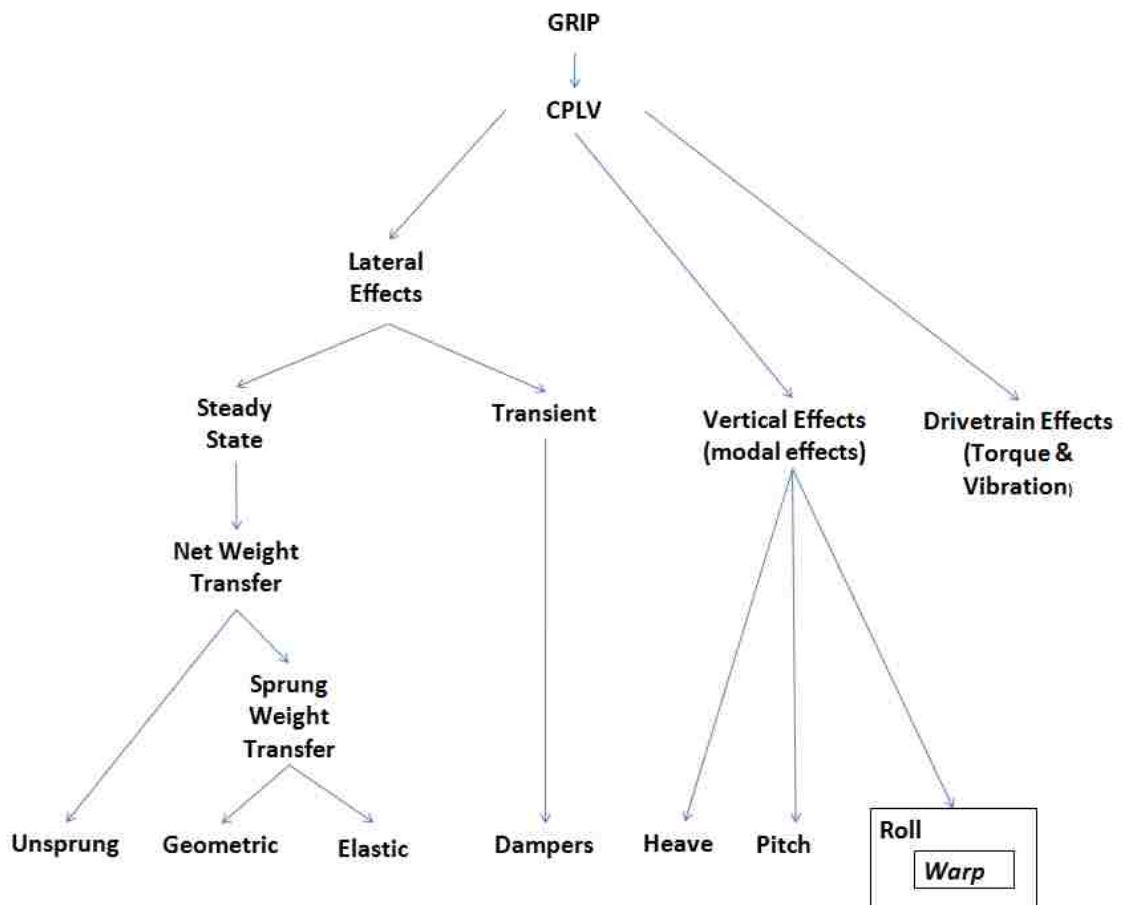 GRIP
CPLV
Lateral
Effects
Steady
State
Transient
Vertical Effects
(modal effects)
Drivetrain Effects
(Torque &
Vibration)
Net Weight
Transfer
Sprung
Weight
Transfer
Unsprung
Geometric
Elastic
Dampers
Heave
Pitch
Roll
Warp